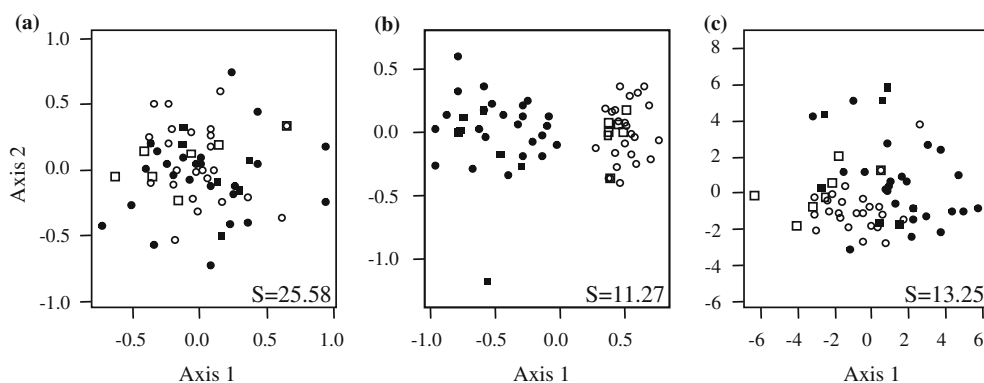 (a)
Axis 2
1.0
0.5
0.0
-0.5
-1.0
S=25.58
-0.5 0.0 0.5 1.0
Axis 1
(b)
0.5
0.0
-0.5
-1.0
S=11.27
-1.0 -0.5 0.0 0.5
Axis 1
(c)
8
4
0
-2
-4
-6
S=13.25
-6 -4 -2 0 2 4 6
Axis 1